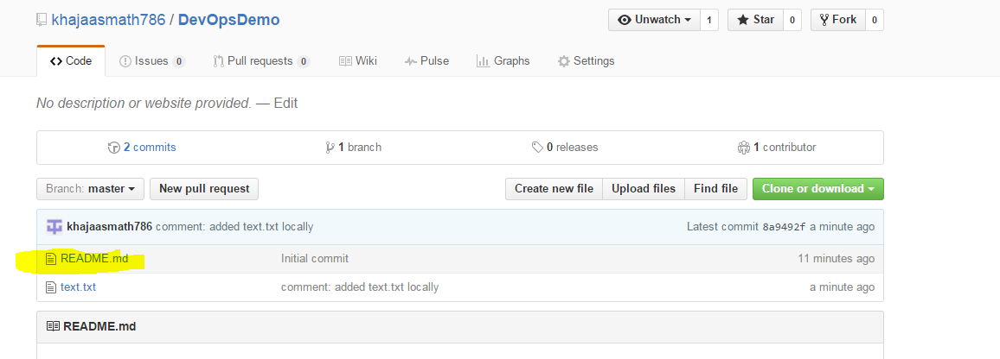 khajaasmath786 / DevOpsDemo Unwatch 1 Star 0 Fork 0
Code Issues 0 Pull requests 0 Wiki Pulse Graphs Settings
No description or website provided. — Edit
2 commits 1 branch 0 releases 1 contributor
Branch: master New pull request Create new file Upload files Find file Clone or download
khajaasmath786 comment: added text.txt locally Latest commit 8a9492f a minute ago
README.md Initial commit 11 minutes ago
text.txt comment: added text.txt locally a minute ago
README.md